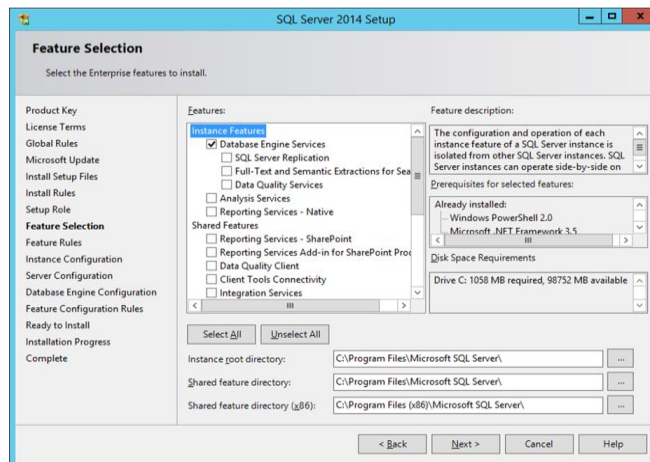 SQL Server 2014 Setup
Feature Selection
Select the Enterprise features to install.
Product Key
License Terms
Global Rules
Microsoft Update
Install Setup Files
Install Rules
Setup Role
Feature Selection
Feature Rules
Instance Configuration
Server Configuration
Database Engine Configuration
Feature Configuration Rules
Ready to Install
Installation Progress
Complete
Features:
Instance Features
Database Engine Services
SQL Server Replication
Full-Text and Semantic Extractions for Sea
Data Quality Services
Analysis Services
Reporting Services - Native
Shared Features
Reporting Services - SharePoint
Reporting Services Add-in for SharePoint Proc
Data Quality Client
Client Tools Connectivity
Integration Services
Feature description:
The configuration and operation of each
instance feature of a SQL Server instance is
isolated from other SQL Server instances. SQL
Server instances can operate side-by-side on
Prerequisites for selected features:
Already installed:
Windows PowerShell 2.0
Microsoft .NET Framework 3.5
Disk Space Requirements
Drive C: 1058 MB required, 98752 MB available
Select All
Unselect All
Instance root directory:
C:\Program Files\Microsoft SQL Server\
...
Shared feature directory:
C:\Program Files\Microsoft SQL Server\
...
Shared feature directory (x86):
C:\Program Files (x86)\Microsoft SQL Server\
...
< Back
Next >
Cancel
Help